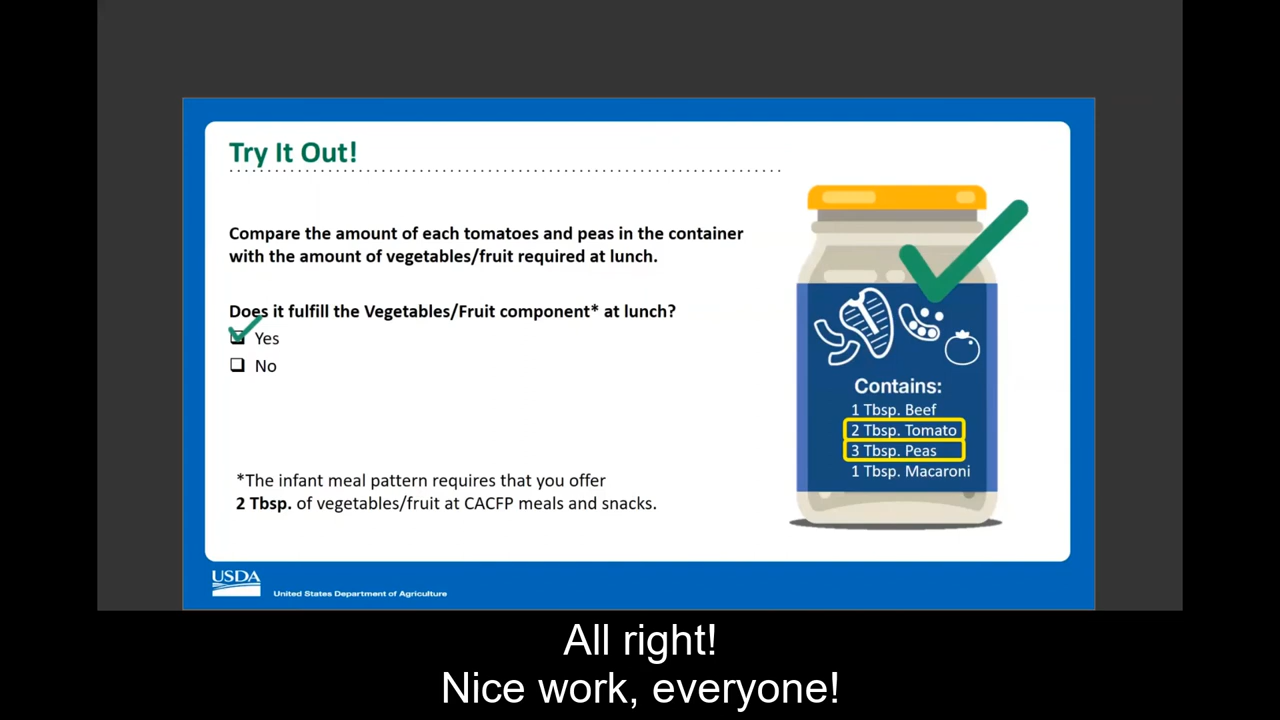 Try It Out!
Compare the amount of each tomatoes and peas in the container
with the amount of vegetables/fruit required at lunch.
Does it fulfill the Vegetables/Fruit component* at lunch?
Yes
No
*The infant meal pattern requires that you offer
2 Tbsp. of vegetables/fruit at CACFP meals and snacks.
Contains:
1 Tbsp. Beef
2 Tbsp. Tomato
3 Tbsp. Peas
1 Tbsp. Macaroni
USDA
United States Department of Agriculture
All right!
Nice work, everyone!